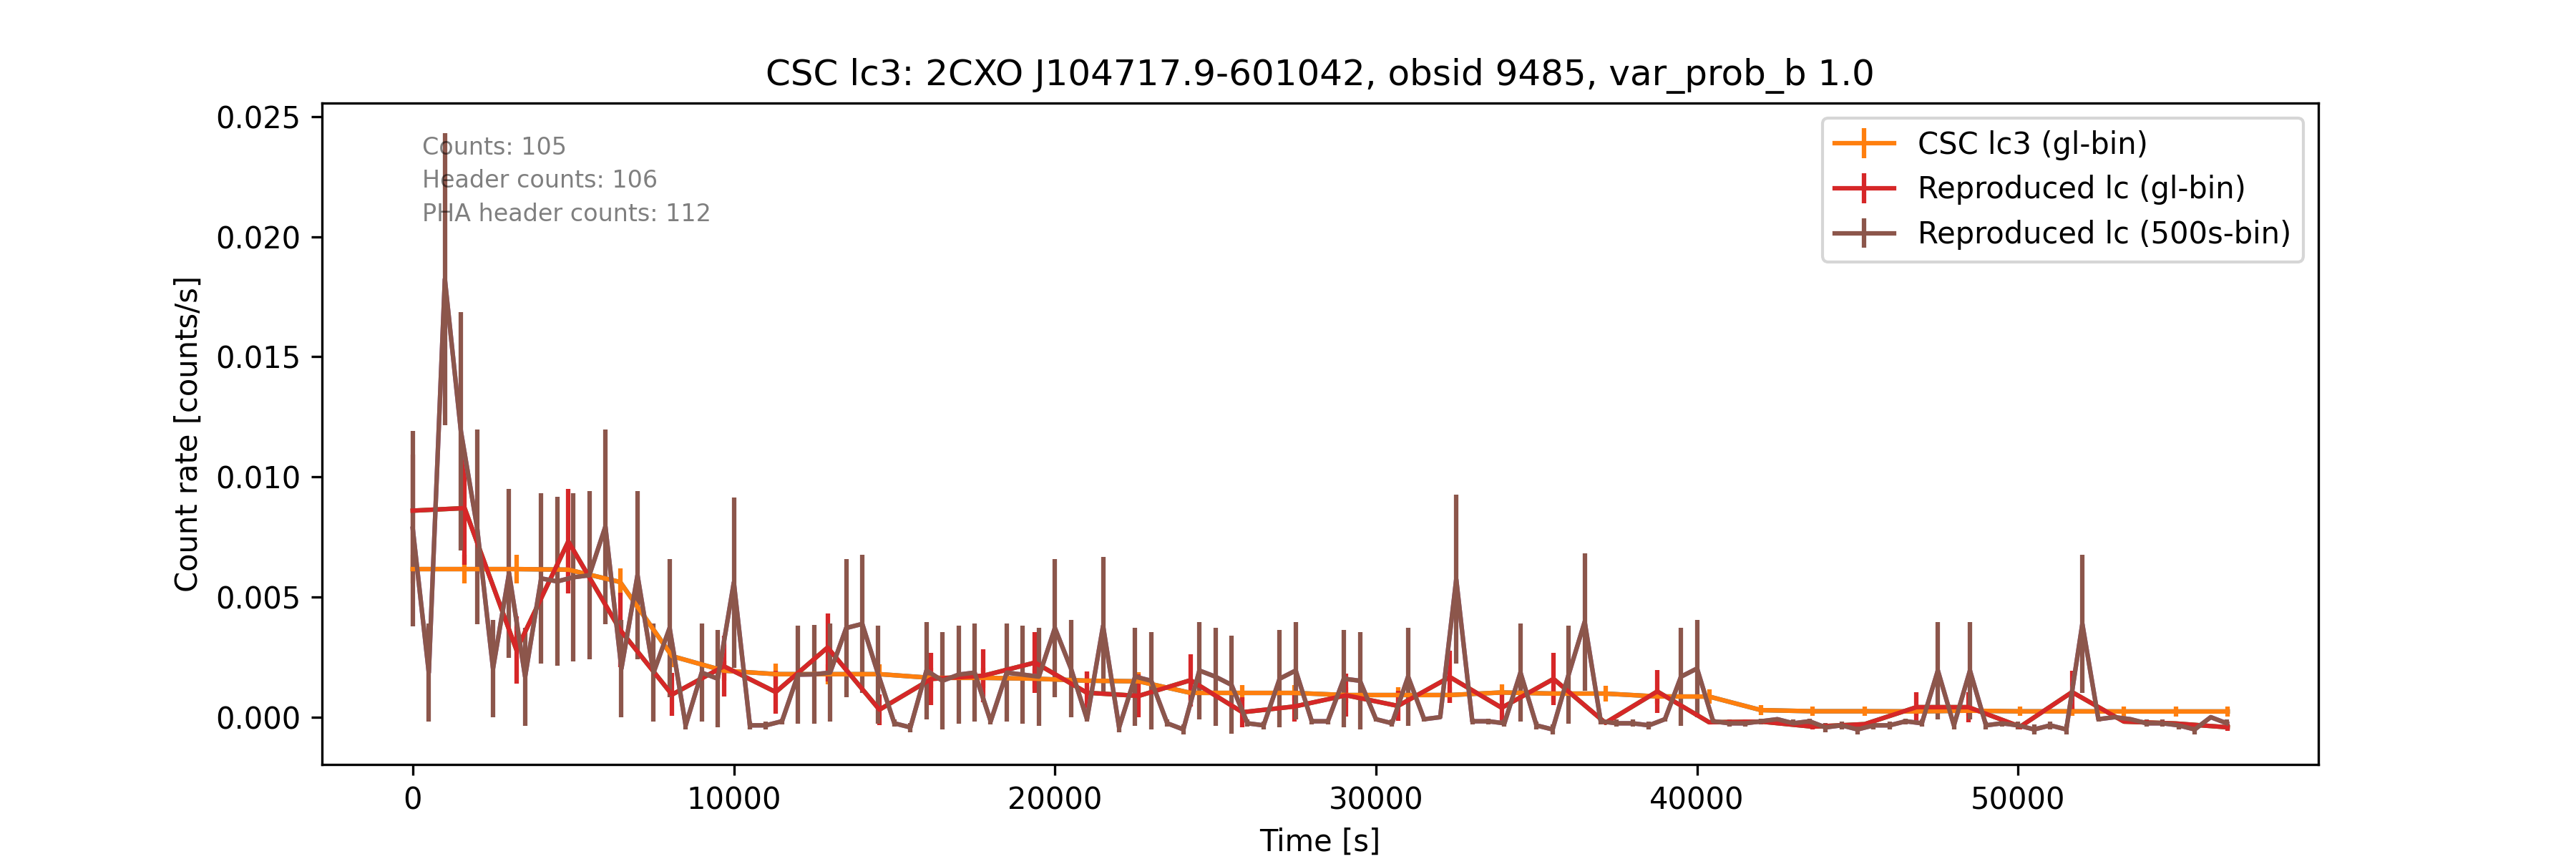 CSC lc3: 2CXO J104717.9-601042, obsid 9485, var_prob_b 1.0
Counts: 105
Header counts: 106
PHA header counts: 112
CSC lc3 (gl-bin)
Reproduced lc (gl-bin)
Reproduced lc (500s-bin)
Count rate [counts/s]
0.025
0.020
0.015
0.010
0.005
0.000
0
10000
20000
30000
40000
50000
Time [s]